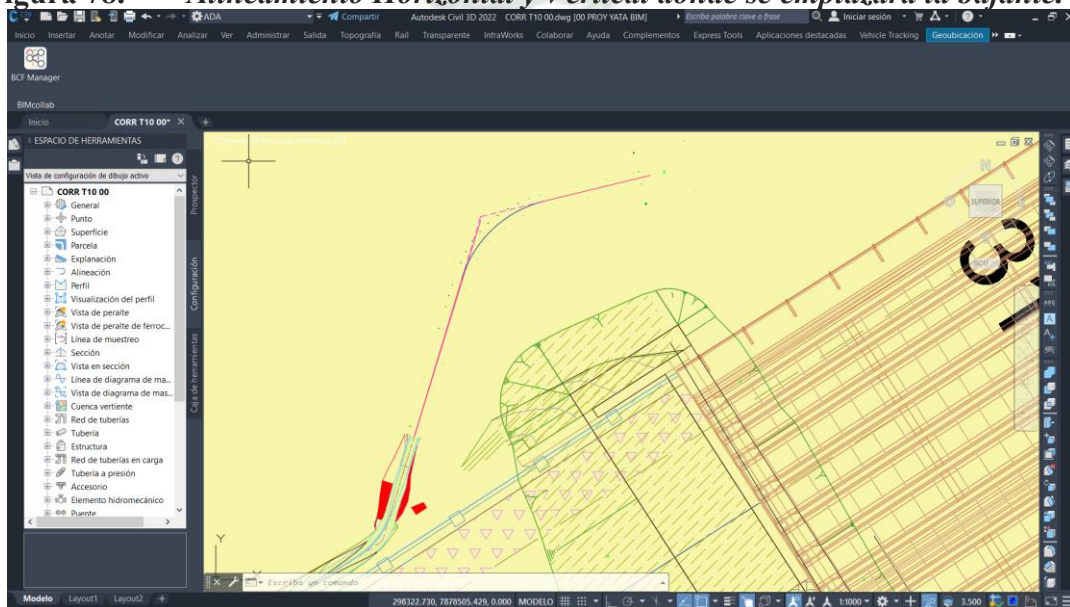 Figura 78. Alineamiento Horizontal y Vertical donde se emplazará la bajante.
ADA Compartir Autodesk Civil 3D 2022 CORR T10 00.dwg [00 PROY YATA BIM] Escriba palabra clave o frase Iniciar sesión
Inicio Insertar Anotar Modificar Analizar Ver Administrar Salida Topografía Rail Transparente InfraWorks Colaborar Ayuda Complementos Express Tools Aplicaciones destacadas Vehicle Tracking Geoubicación
BCF Manager
BIMcollab
Inicio CORR T10 00*
ESPACIO DE HERRAMIENTAS
Vista de configuración de dibujo activo
CORR T10 00
General
Punto
Superficie
Parcela
Explanación
Alineación
Perfil
Visualización del perfil
Vista de peralte
Vista de peralte de ferroc...
Línea de muestreo
Sección
Vista en sección
Línea de diagrama de ma...
Vista de diagrama de mas...
Cuenca vertiente
Red de tuberías
Tubería
Estructura
Red de tuberías en carga
Tubería a presión
Accesorio
Elemento hidromecánico
Puente
Prospector
Configuración
Caja de herramientas
N
O
SUPERIOR
E
3
Y
X
Escriba un comando
Modelo Layout1 Layout2 +
298322.730, 7878505.429, 0.000 MODELO 1:1000 3.500